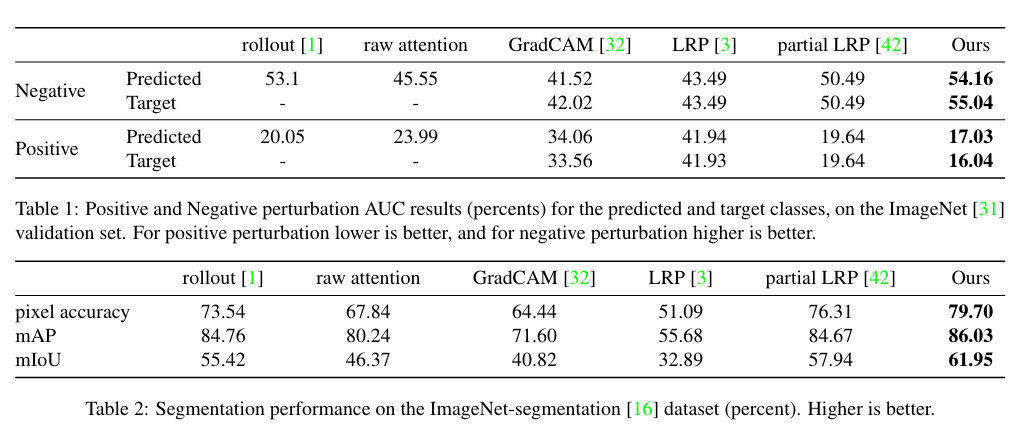 rollout [1] raw attention GradCAM [32] LRP [3] partial LRP [42] Ours
Negative Predicted 53.1 45.55 41.52 43.49 50.49 54.16
Target - - 42.02 43.49 50.49 55.04
Positive Predicted 20.05 23.99 34.06 41.94 19.64 17.03
Target - - 33.56 41.93 19.64 16.04
Table 1: Positive and Negative perturbation AUC results (percents) for the predicted and target classes, on the ImageNet [31]
validation set. For positive perturbation lower is better, and for negative perturbation higher is better.
rollout [1] raw attention GradCAM [32] LRP [3] partial LRP [42] Ours
pixel accuracy 73.54 67.84 64.44 51.09 76.31 79.70
mAP 84.76 80.24 71.60 55.68 84.67 86.03
mIoU 55.42 46.37 40.82 32.89 57.94 61.95
Table 2: Segmentation performance on the ImageNet-segmentation [16] dataset (percent). Higher is better.